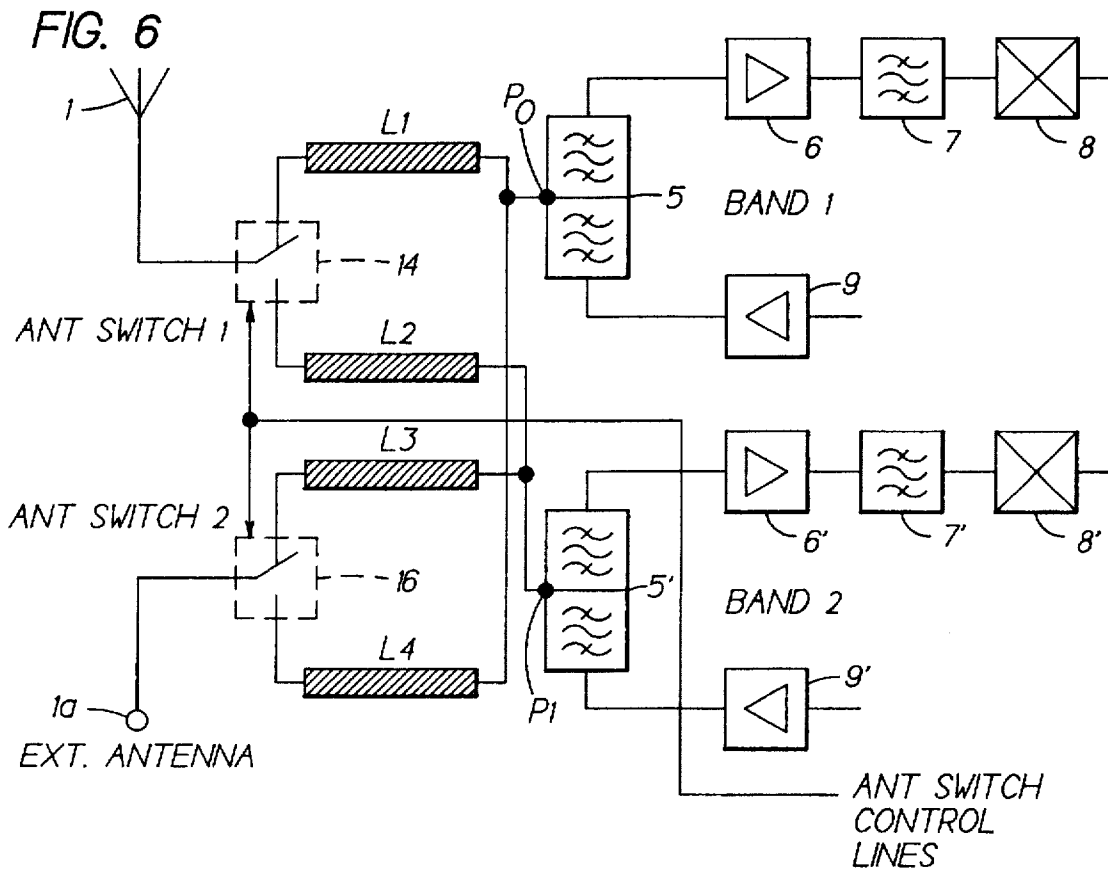 FIG. 6
1
L1
P0
6
7
8
5
BAND 1
14
9
ANT SWITCH 1
L2
L3
ANT SWITCH 2
6'
7'
8'
16
5'
BAND 2
L4
9'
1a
P1
EXT. ANTENNA
ANT SWITCH
CONTROL
LINES